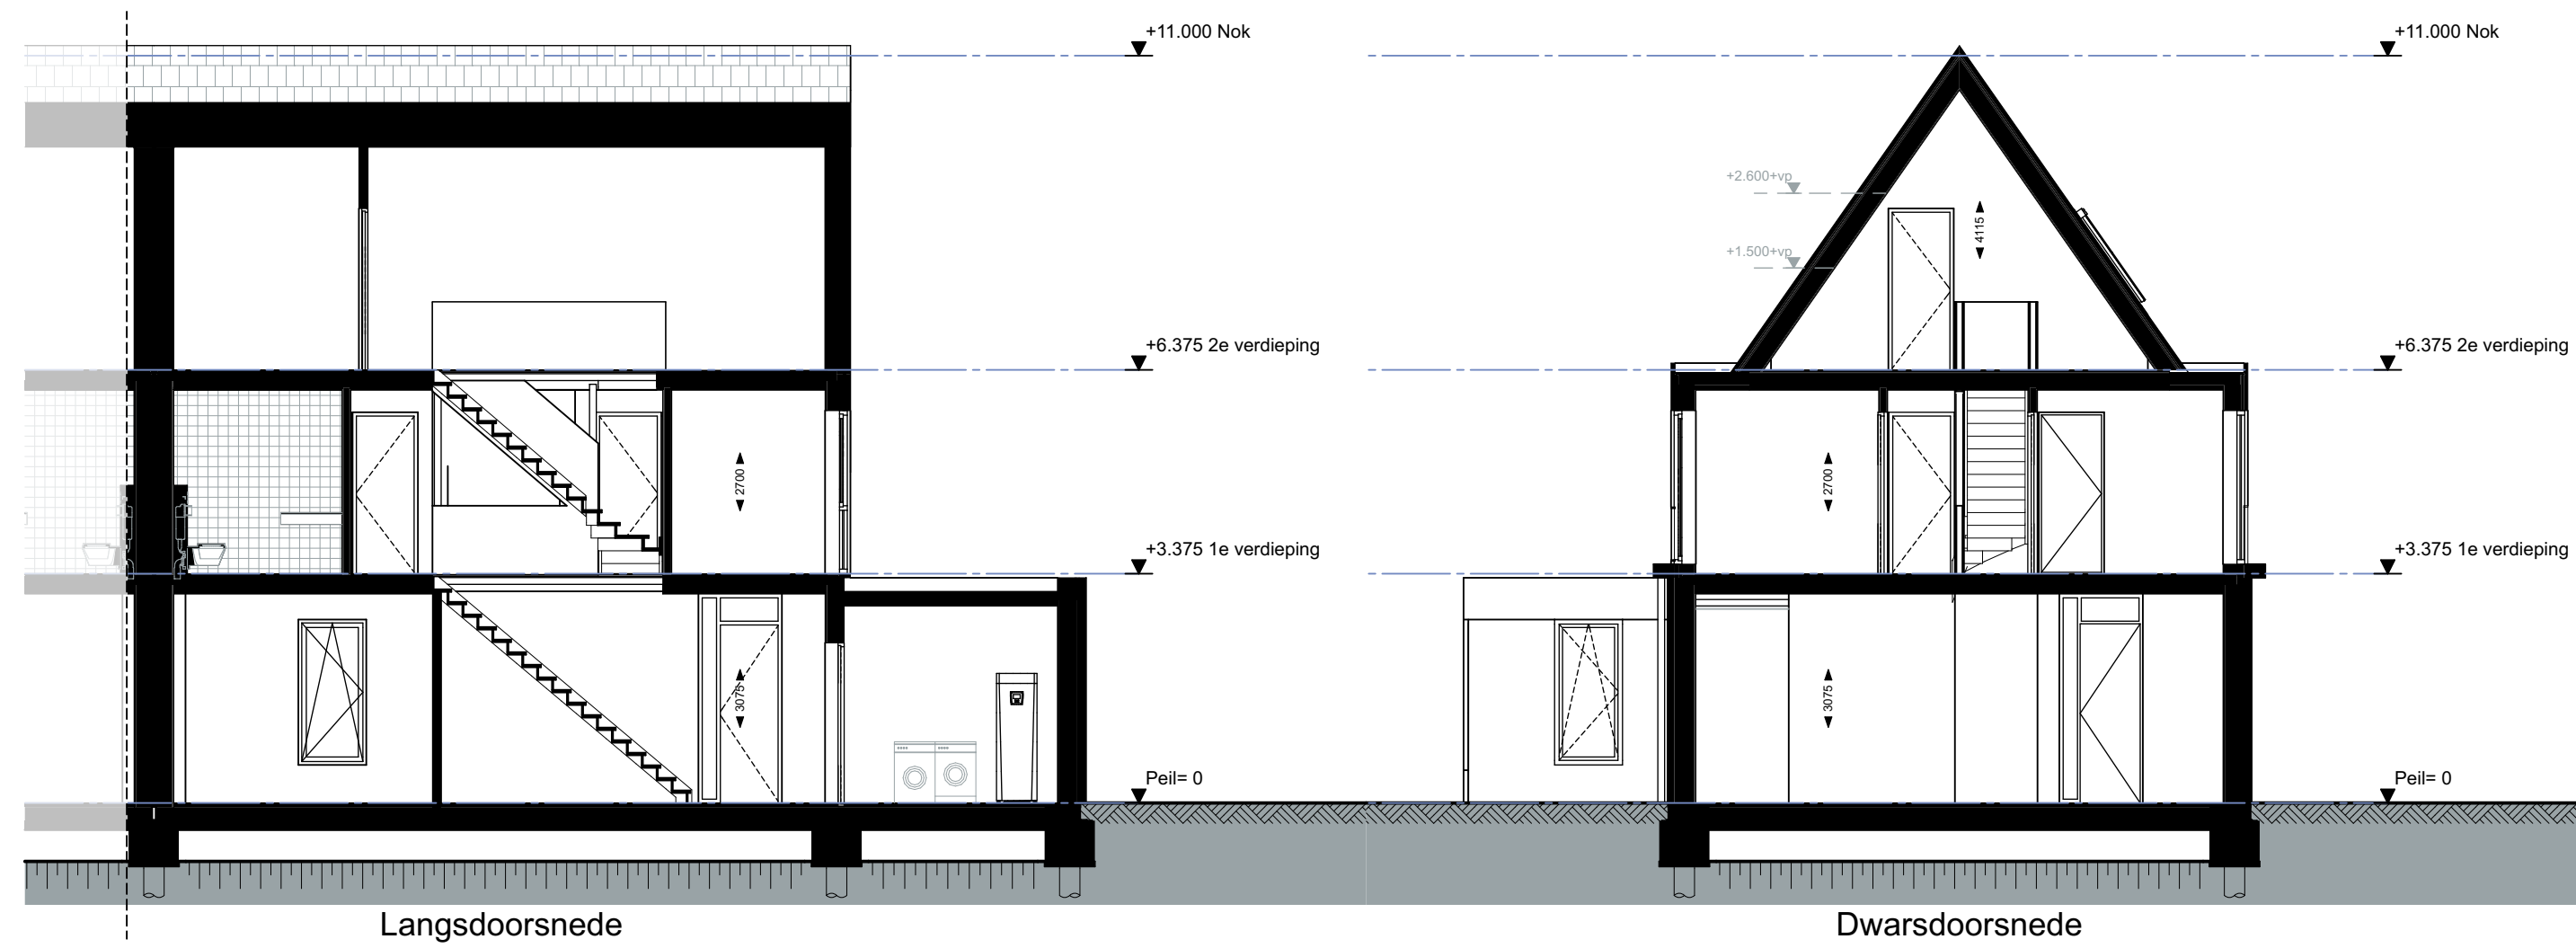 +11.000 Nok
+6.375 2e verdieping
2700
+3.375 1e verdieping
3075
Peil= 0
Langsdoorsnede
+11.000 Nok
+2.600+vp
4115
+1.500+vp
+6.375 2e verdieping
2700
+3.375 1e verdieping
3075
Peil= 0
Dwarsdoorsnede